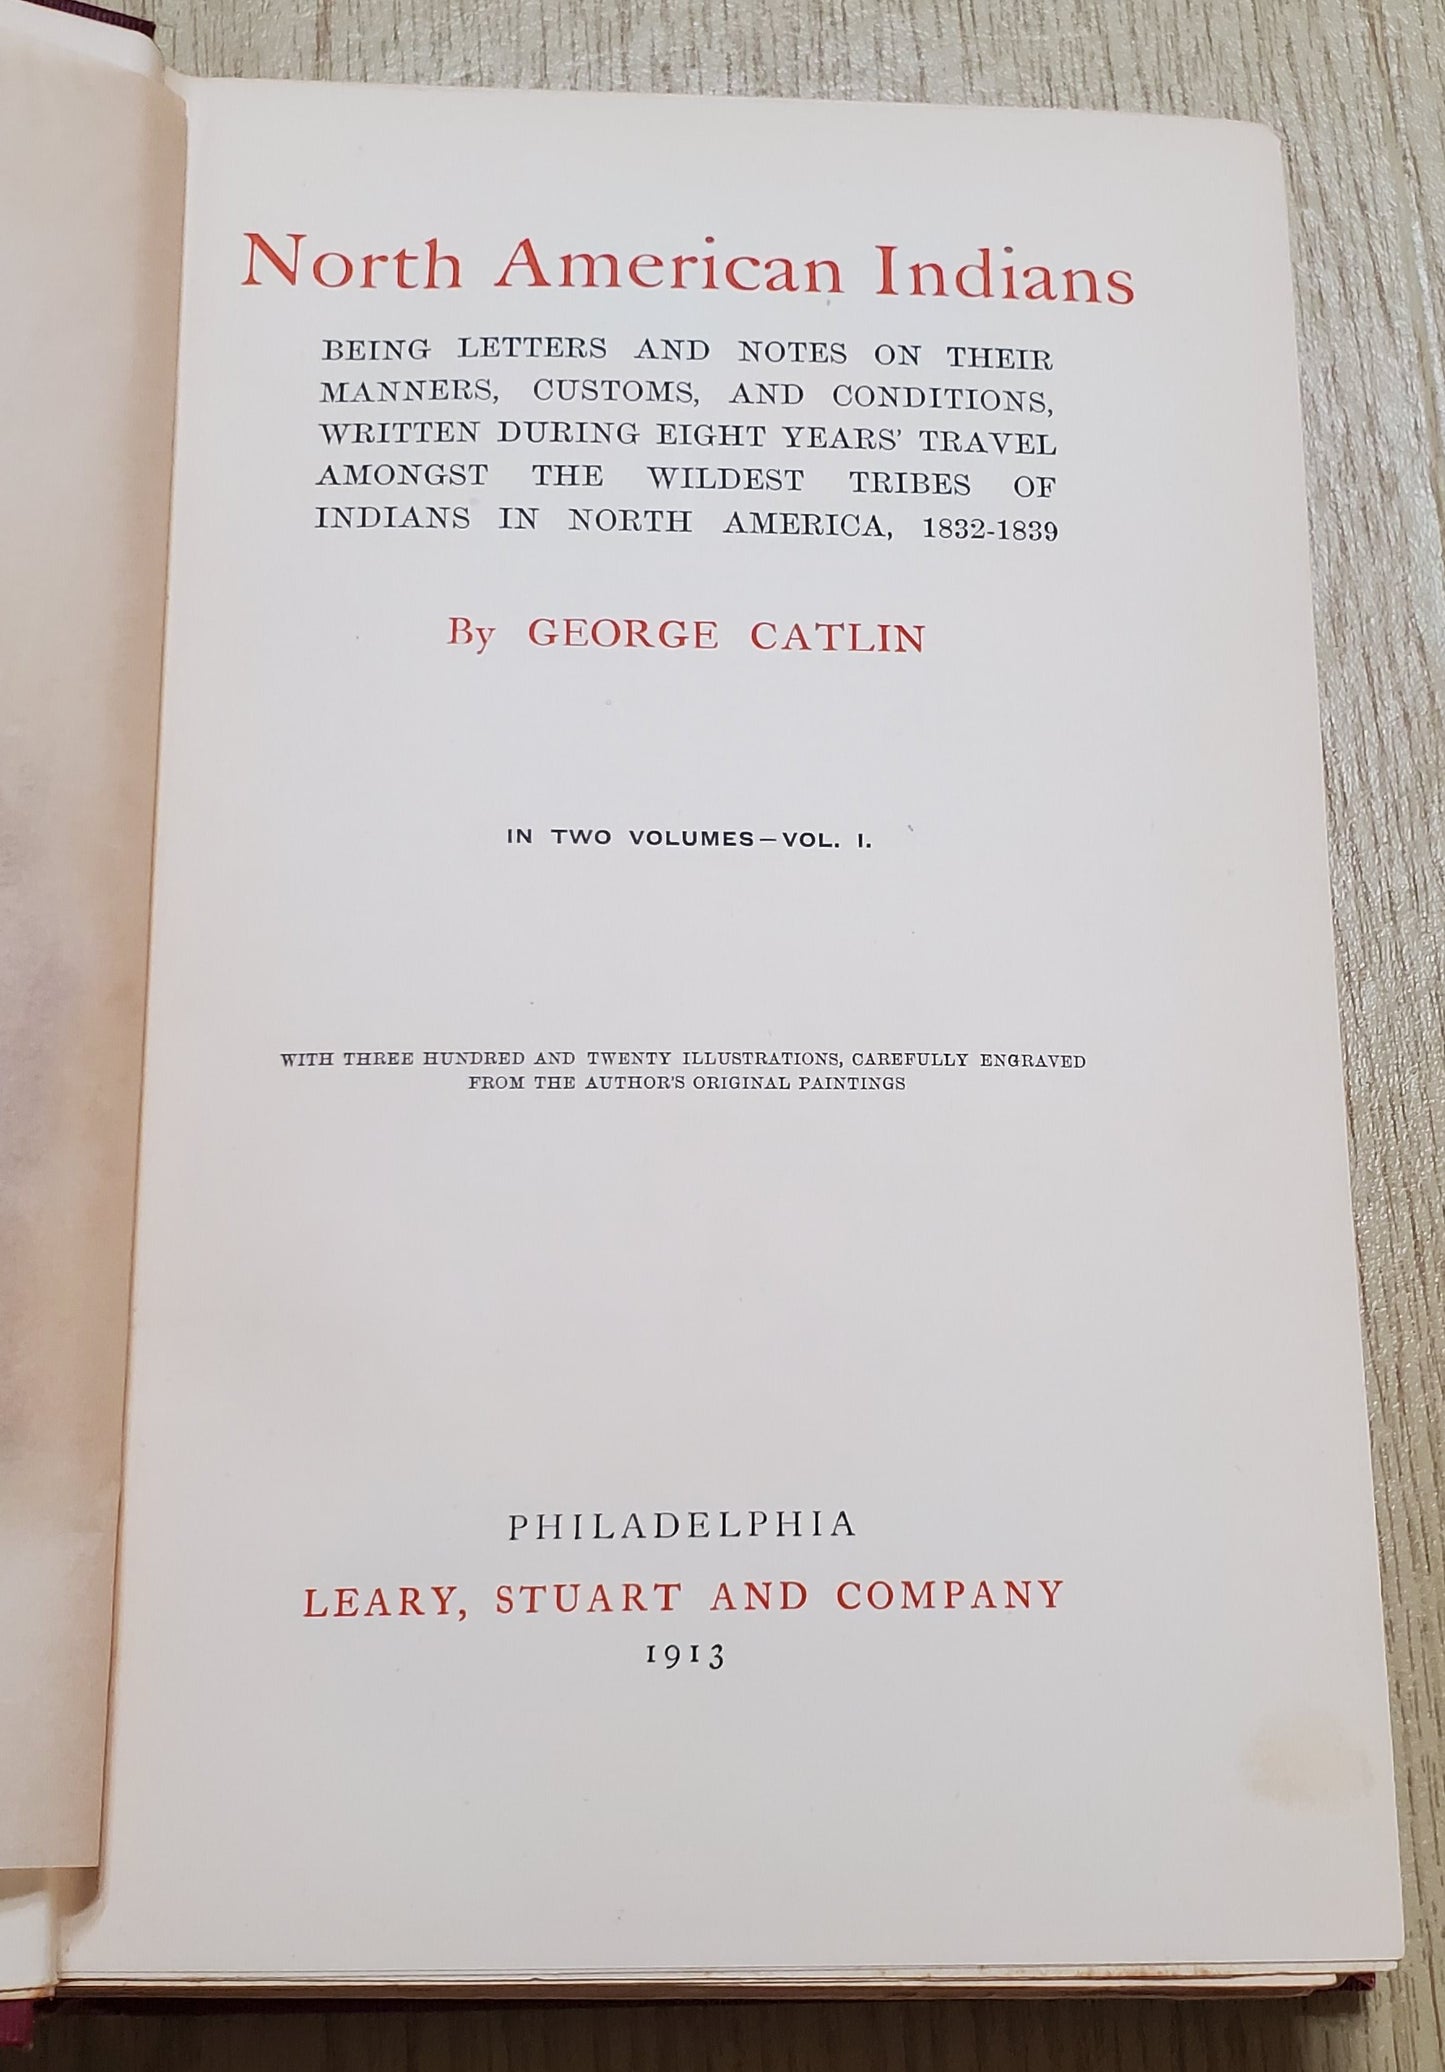 North American Indians
BEING LETTERS AND NOTES ON THEIR
MANNERS, CUSTOMS, AND CONDITIONS,
WRITTEN DURING EIGHT YEARS' TRAVEL
AMONGST THE WILDEST TRIBES OF
INDIANS IN NORTH AMERICA, 1832-1839
By GEORGE CATLIN
IN TWO VOLUMES—VOL. I.
WITH THREE HUNDRED AND TWENTY ILLUSTRATIONS, CAREFULLY ENGRAVED
FROM THE AUTHOR'S ORIGINAL PAINTINGS
PHILADELPHIA
LEARY, STUART AND COMPANY
1913